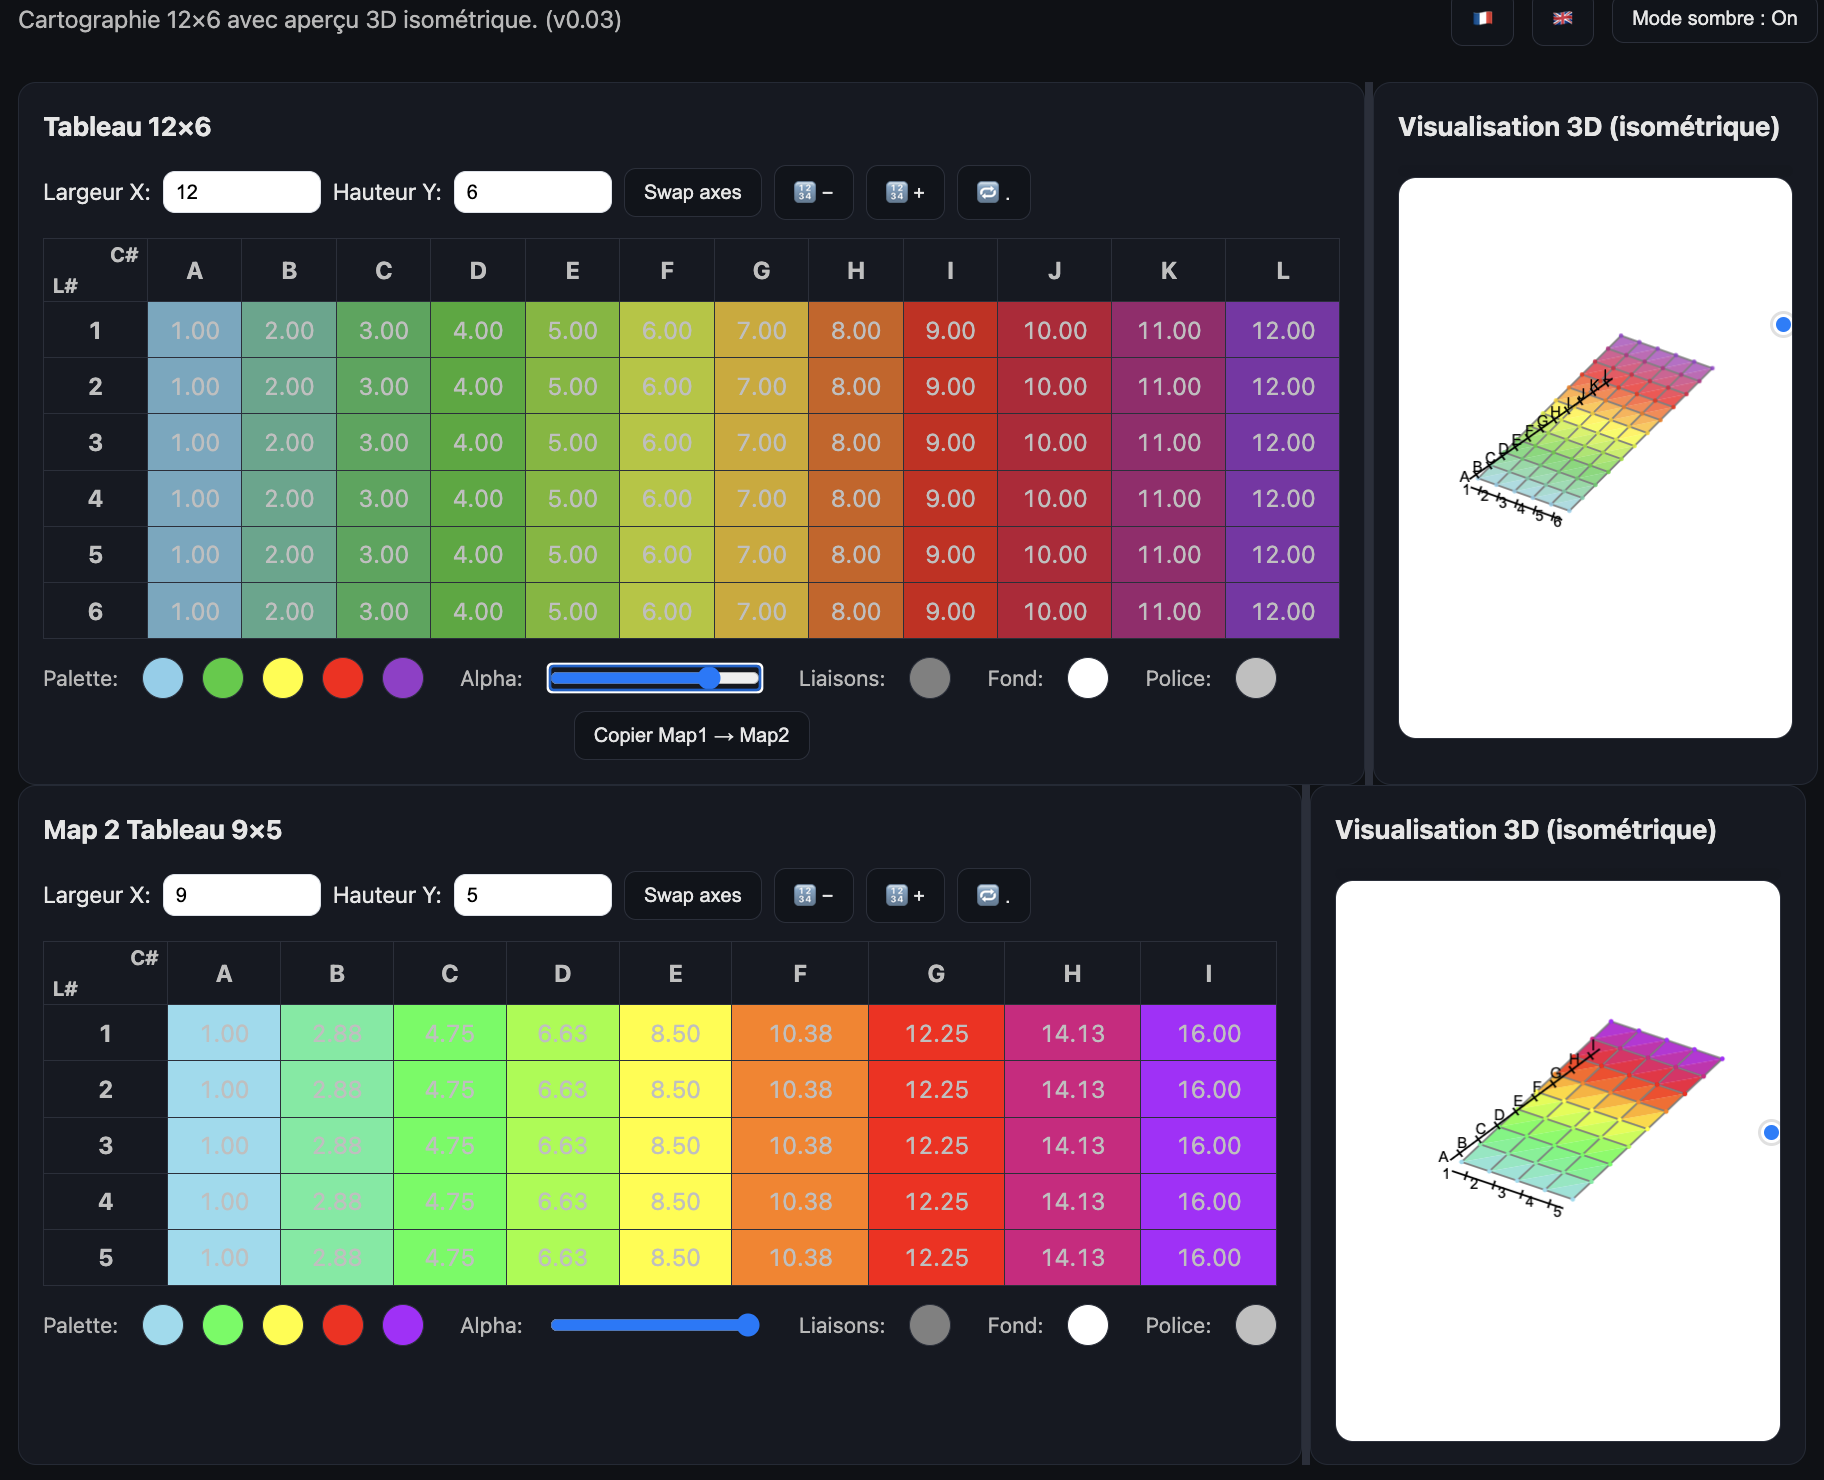 Cartographie 12×6 avec aperçu 3D isométrique. (v0.03)
Mode sombre : On
Tableau 12×6
Largeur X: 12 Hauteur Y: 6 Swap axes 1234 − 1234 + .
C# L# A B C D E F G H I J K L
1 1.00 2.00 3.00 4.00 5.00 6.00 7.00 8.00 9.00 10.00 11.00 12.00
2 1.00 2.00 3.00 4.00 5.00 6.00 7.00 8.00 9.00 10.00 11.00 12.00
3 1.00 2.00 3.00 4.00 5.00 6.00 7.00 8.00 9.00 10.00 11.00 12.00
4 1.00 2.00 3.00 4.00 5.00 6.00 7.00 8.00 9.00 10.00 11.00 12.00
5 1.00 2.00 3.00 4.00 5.00 6.00 7.00 8.00 9.00 10.00 11.00 12.00
6 1.00 2.00 3.00 4.00 5.00 6.00 7.00 8.00 9.00 10.00 11.00 12.00
Palette: Alpha: Liaisons: Fond: Police:
Copier Map1 → Map2
Visualisation 3D (isométrique)
A B C D E F G H I J K L
1 2 3 4 5 6
Map 2 Tableau 9×5
Largeur X: 9 Hauteur Y: 5 Swap axes 1234 − 1234 + .
C# L# A B C D E F G H I
1 1.00 2.88 4.75 6.63 8.50 10.38 12.25 14.13 16.00
2 1.00 2.88 4.75 6.63 8.50 10.38 12.25 14.13 16.00
3 1.00 2.88 4.75 6.63 8.50 10.38 12.25 14.13 16.00
4 1.00 2.88 4.75 6.63 8.50 10.38 12.25 14.13 16.00
5 1.00 2.88 4.75 6.63 8.50 10.38 12.25 14.13 16.00
Palette: Alpha: Liaisons: Fond: Police:
Visualisation 3D (isométrique)
A B C D E F G H I
1 2 3 4 5